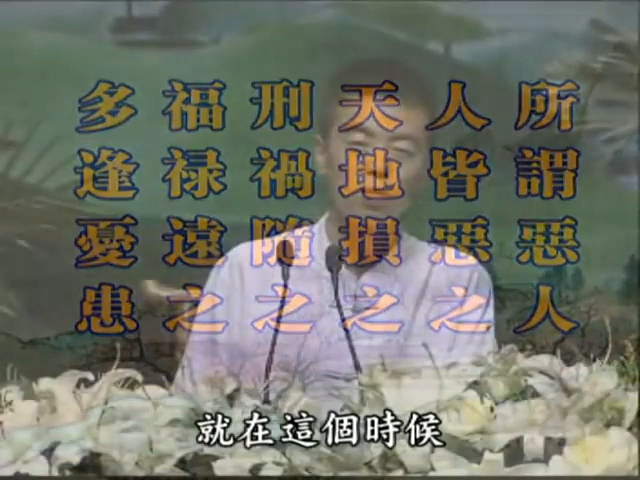 所謂惡人
人皆惡之
天地損之
刑禍隨之
福禄遠之
多逢憂患
就在這個時候